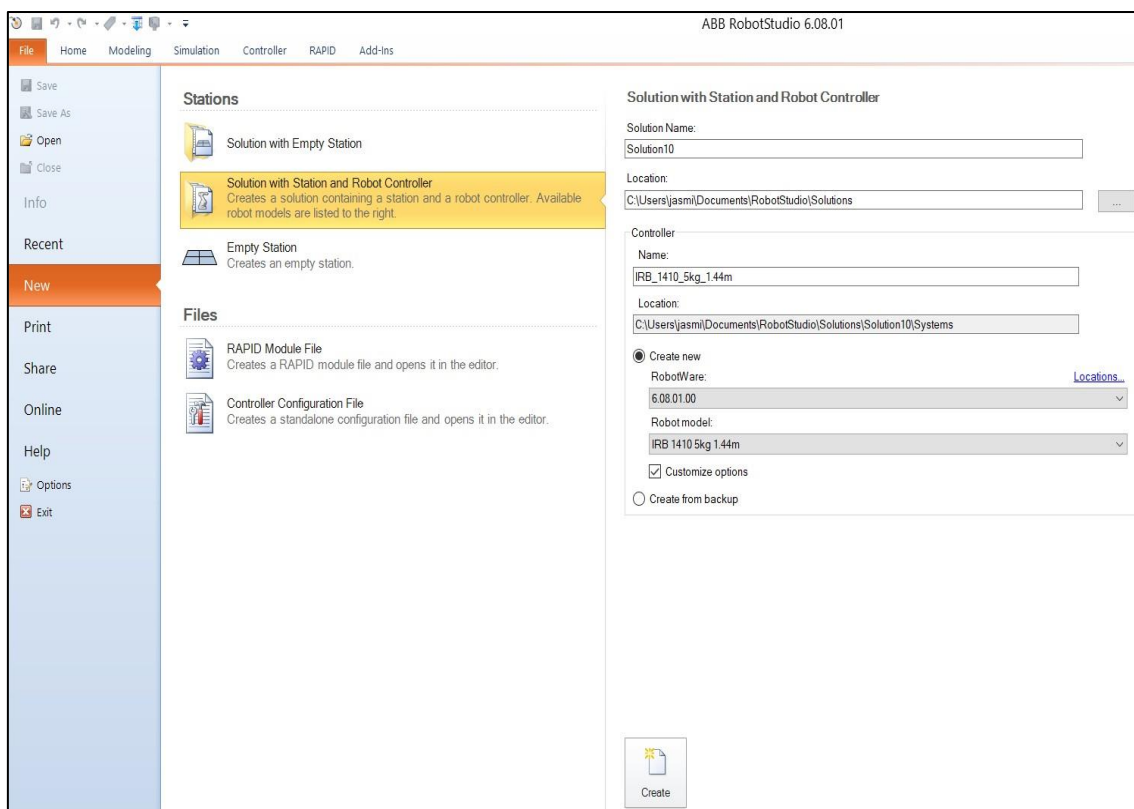 ABB RobotStudio 6.08.01
File Home Modeling Simulation Controller RAPID Add-Ins
Save
Save As
Open
Close
Info
Recent
New
Print
Share
Online
Help
Options
Exit
Stations
Solution with Empty Station
Solution with Station and Robot Controller
Creates a solution containing a station and a robot controller. Available
robot models are listed to the right.
Empty Station
Creates an empty station.
Files
RAPID Module File
Creates a RAPID module file and opens it in the editor.
Controller Configuration File
Creates a standalone configuration file and opens it in the editor.
Solution with Station and Robot Controller
Solution Name:
Solution10
Location:
C:\Users\jasmi\Documents\RobotStudio\Solutions
...
Controller
Name:
IRB_1410_5kg_1.44m
Location:
C:\Users\jasmi\Documents\RobotStudio\Solutions\Solution10\Systems
Create new
RobotWare:
Locations...
6.08.01.00
Robot model:
IRB 1410 5kg 1.44m
Customize options
Create from backup
Create